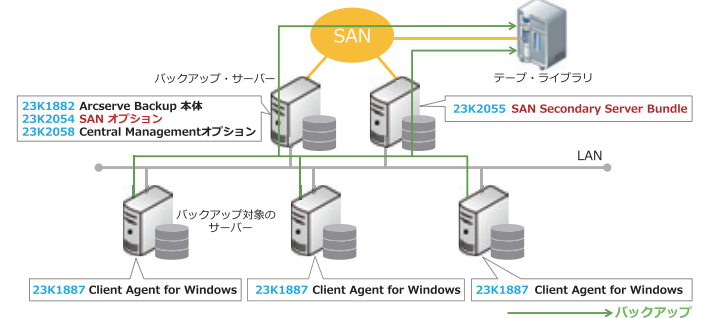 SAN
テープ・ライブラリ
バックアップ・サーバー
23K1882 Arcserve Backup 本体
23K2054 SAN オプション
23K2058 Central Managementオプション
23K2055 SAN Secondary Server Bundle
LAN
バックアップ対象の
サーバー
23K1887 Client Agent for Windows
23K1887 Client Agent for Windows
23K1887 Client Agent for Windows
バックアップ